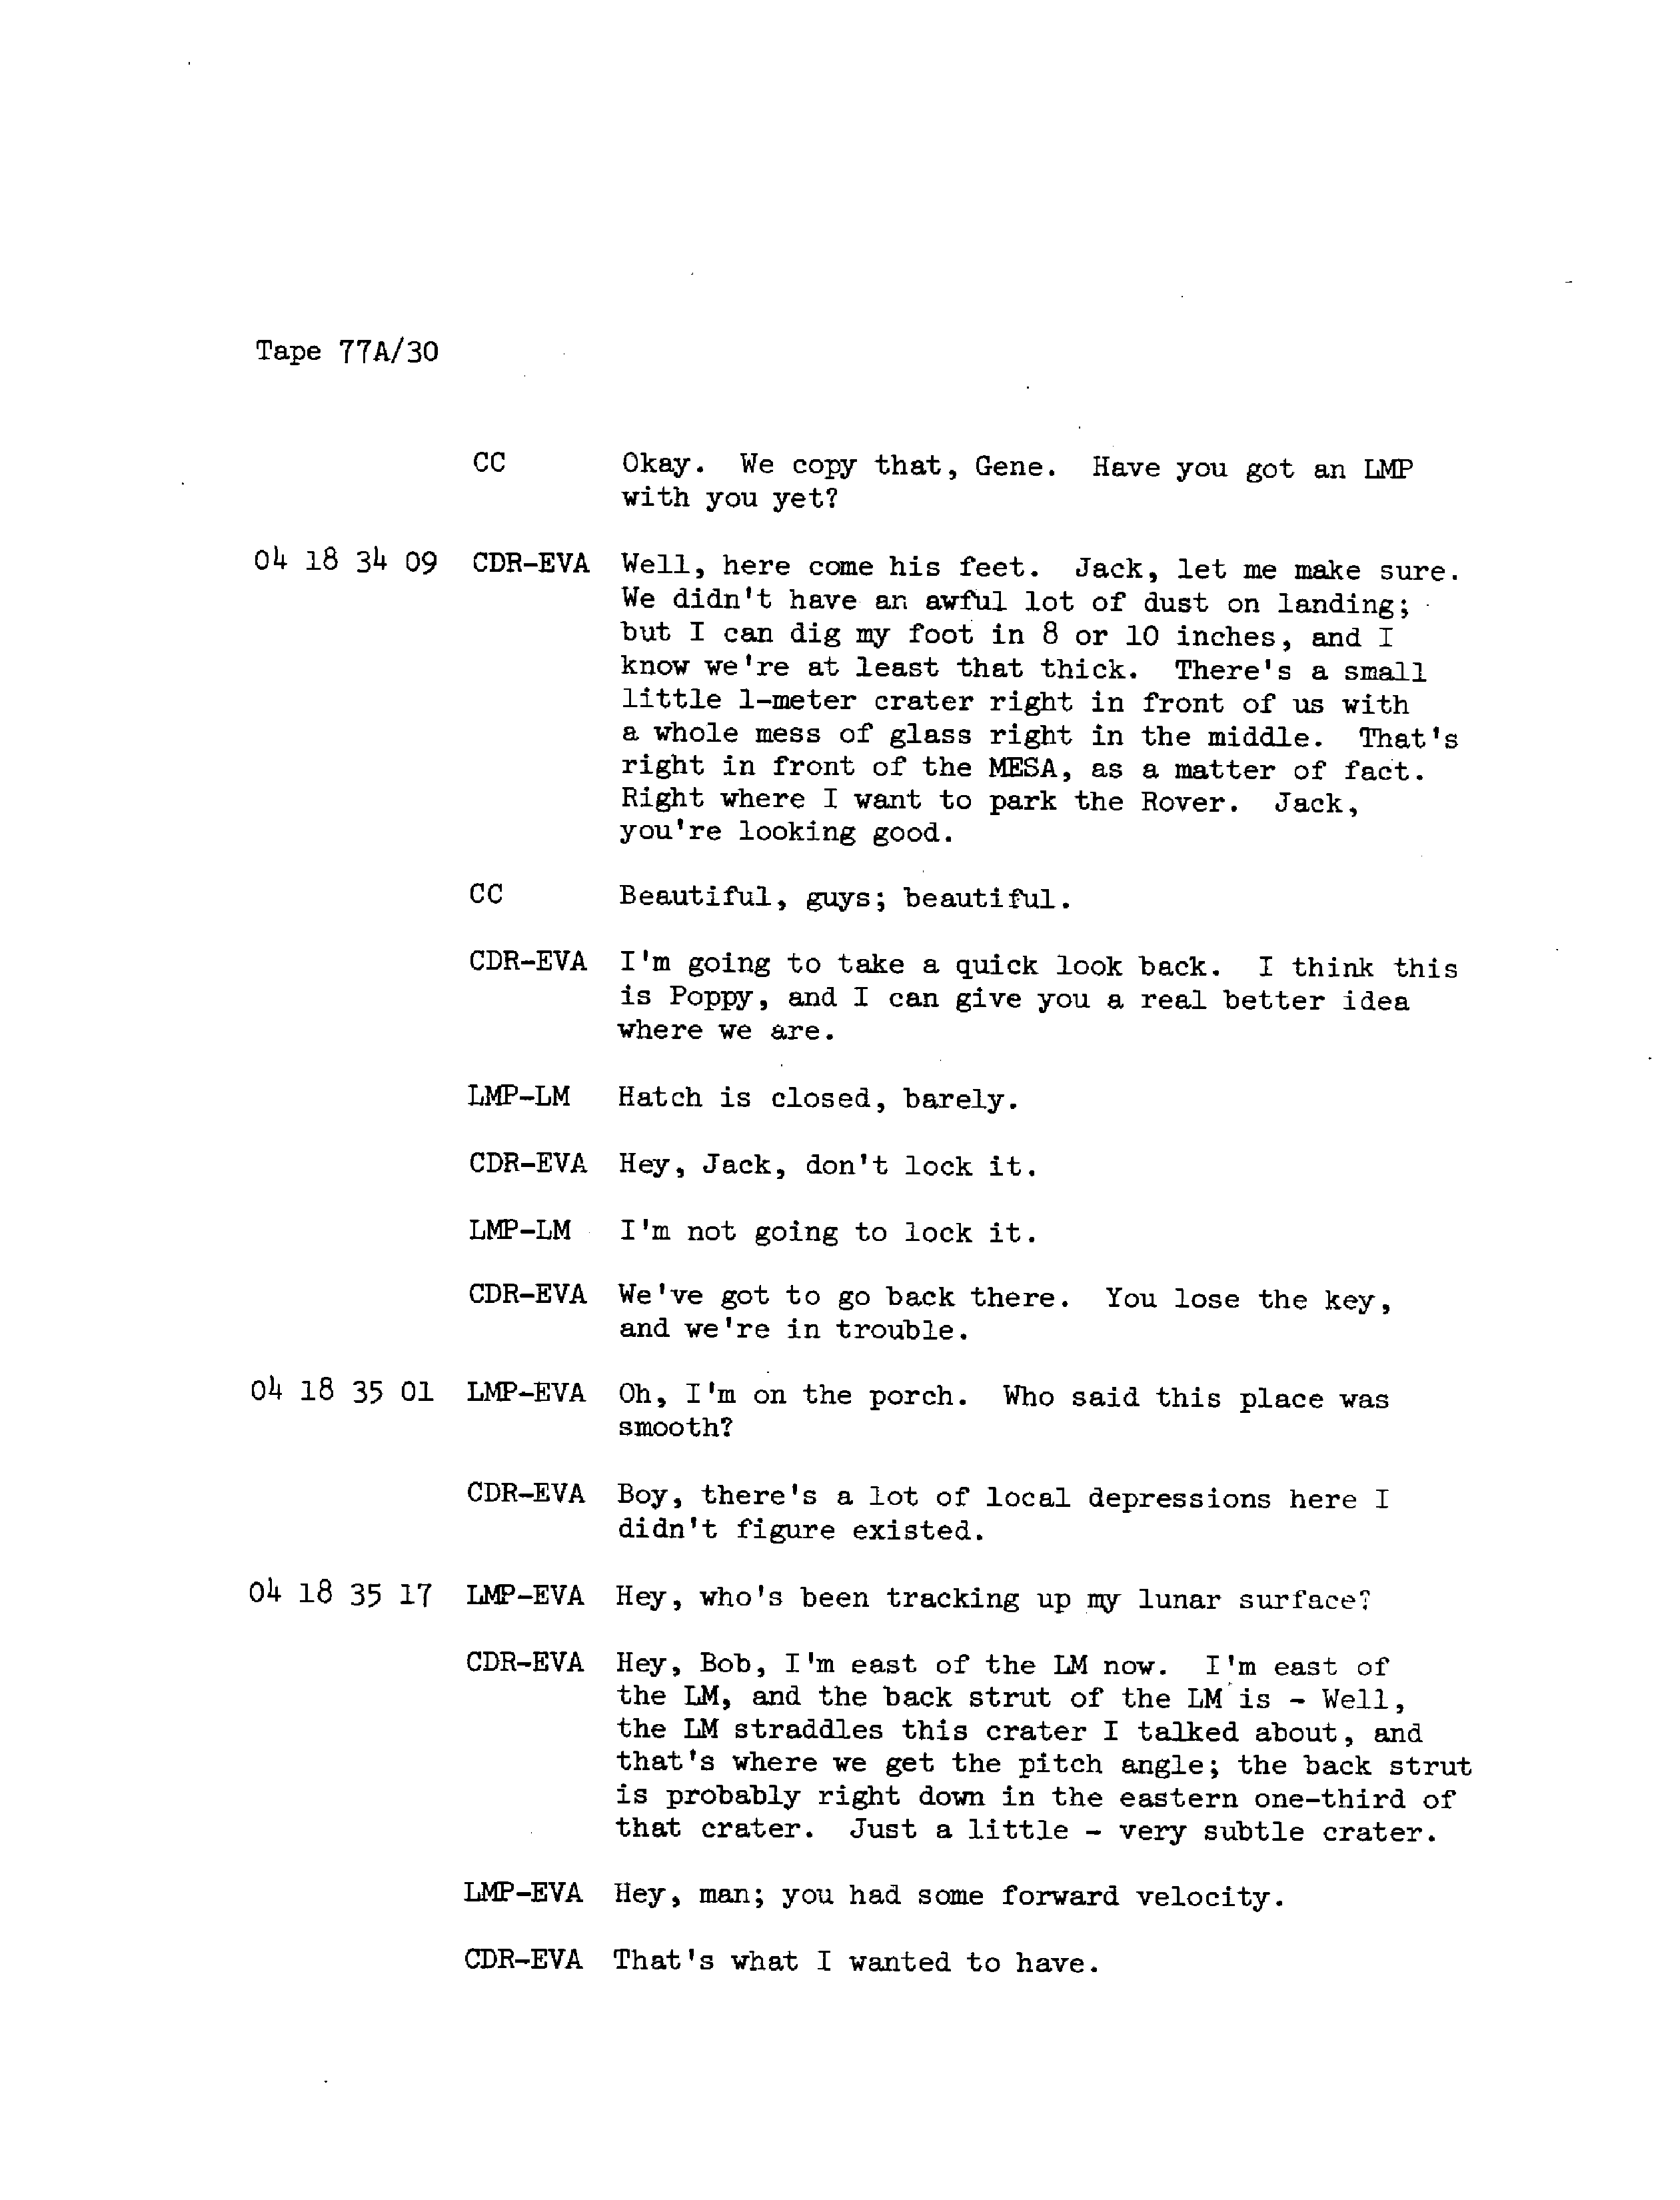 Tape 77A/30
CC Okay. We copy that, Gene. Have you got an LMP
with you yet?
04 18 34 09 CDR-EVA Well, here come his feet. Jack, let me make sure.
We didn't have an awful lot of dust on landing;
but I can dig my foot in 8 or 10 inches, and I
know we're at least that thick. There's a small
little 1-meter crater right in front of us with
a whole mess of glass right in the middle. That's
right in front of the MESA, as a matter of fact.
Right where I want to park the Rover. Jack,
you're looking good.
CC Beautiful, guys; beautiful.
CDR-EVA I'm going to take a quick look back. I think this
is Poppy, and I can give you a real better idea
where we are.
LMP-LM Hatch is closed, barely.
CDR-EVA Hey, Jack, don't lock it.
LMP-LM I'm not going to lock it.
CDR-EVA We've got to go back there. You lose the key,
and we're in trouble.
04 18 35 01 LMP-EVA Oh, I'm on the porch. Who said this place was
smooth?
CDR-EVA Boy, there's a lot of local depressions here I
didn't figure existed.
04 18 35 17 LMP-EVA Hey, who's been tracking up my lunar surface?
CDR-EVA Hey, Bob, I'm east of the LM now. I'm east of
the LM, and the back strut of the LM is - Well,
the LM straddles this crater I talked about, and
that's where we get the pitch angle; the back strut
is probably right down in the eastern one-third of
that crater. Just a little - very subtle crater.
LMP-EVA Hey, man; you had some forward velocity.
CDR-EVA That's what I wanted to have.